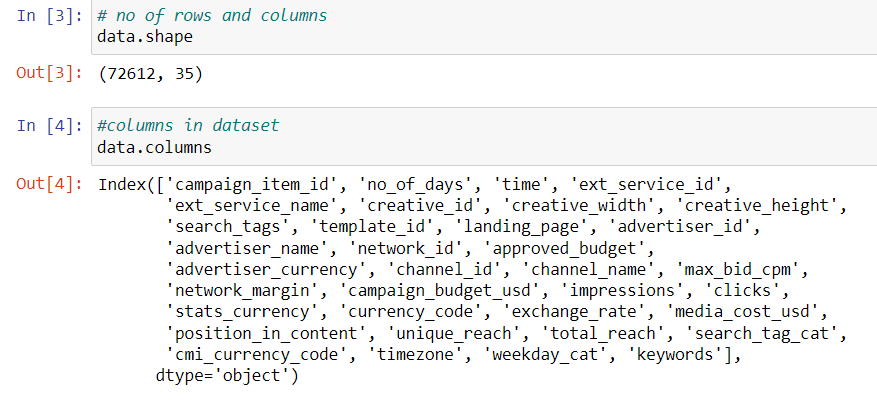 In [3]: # no of rows and columns
data.shape
Out[3]: (72612, 35)
In [4]: #columns in dataset
data.columns
Out[4]: Index(['campaign_item_id', 'no_of_days', 'time', 'ext_service_id',
'ext_service_name', 'creative_id', 'creative_width', 'creative_height',
'search_tags', 'template_id', 'landing_page', 'advertiser_id',
'advertiser_name', 'network_id', 'approved_budget',
'advertiser_currency', 'channel_id', 'channel_name', 'max_bid_cpm',
'network_margin', 'campaign_budget_usd', 'impressions', 'clicks',
'stats_currency', 'currency_code', 'exchange_rate', 'media_cost_usd',
'position_in_content', 'unique_reach', 'total_reach', 'search_tag_cat',
'cmi_currency_code', 'timezone', 'weekday_cat', 'keywords'],
dtype='object')